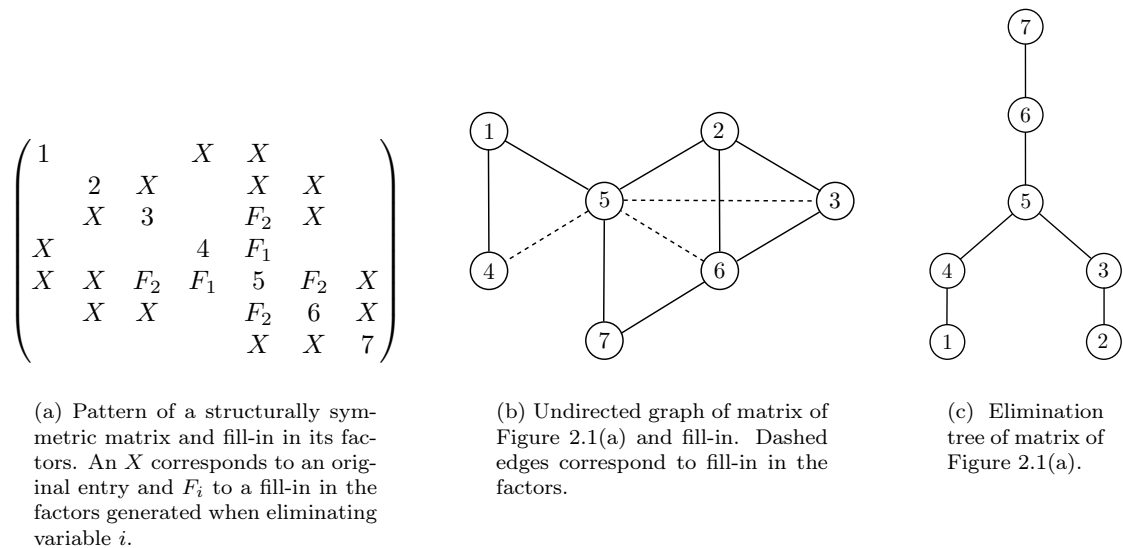 1 X X
2 X X X
X 3 F₂ X
X 4 F₁
X X F₂ F₁ 5 F₂ X
X X F₂ 6 X
X X 7
(a) Pattern of a structurally sym-
metric matrix and fill-in in its fac-
tors. An X corresponds to an orig-
inal entry and Fᵢ to a fill-in in the
factors generated when eliminating
variable i.
1
2
5
3
4
6
7
(b) Undirected graph of matrix of
Figure 2.1(a) and fill-in. Dashed
edges correspond to fill-in in the
factors.
7
6
5
4 3
1 2
(c) Elimination
tree of matrix of
Figure 2.1(a).